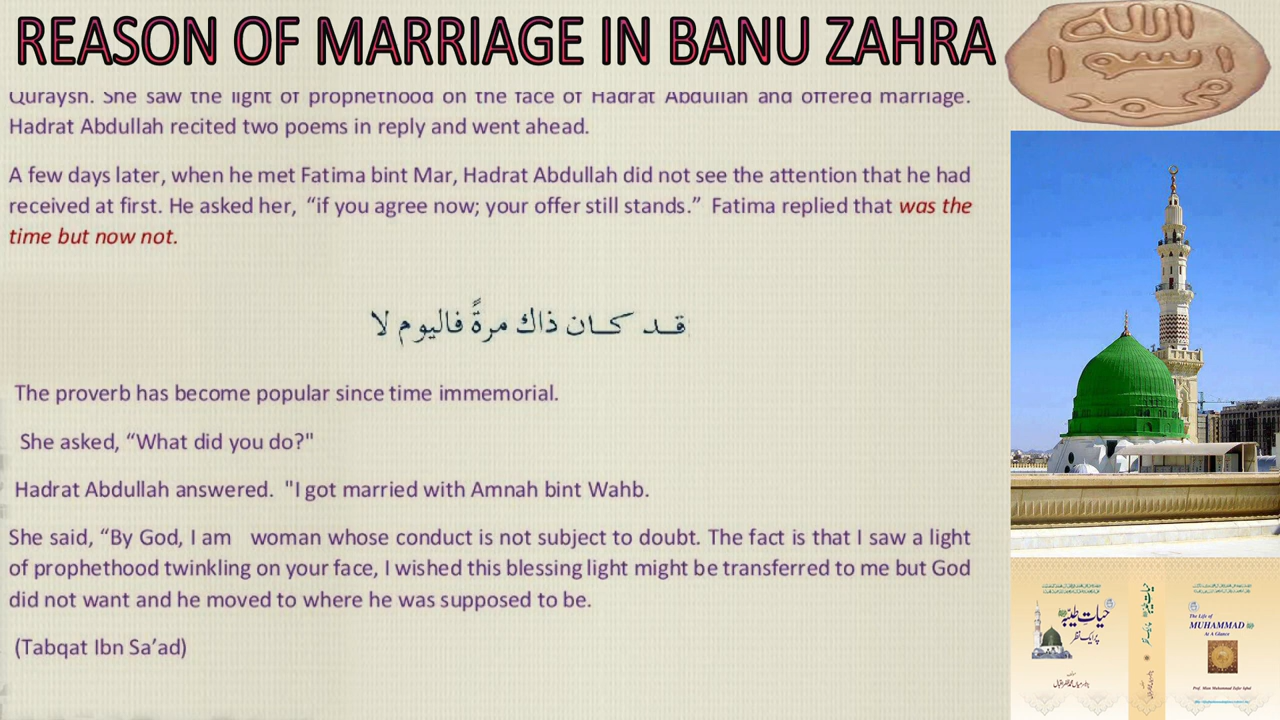 REASON OF MARRIAGE IN BANU ZAHRA
Quraysh. She saw the light of prophethood on the face of Hadrat Abdullah and offered marriage.
Hadrat Abdullah recited two poems in reply and went ahead.
A few days later, when he met Fatima bint Mar, Hadrat Abdullah did not see the attention that he had
received at first. He asked her, “if you agree now; your offer still stands.” Fatima replied that was the
time but now not.
قد كان ذاك مرةً فاليوم لا
The proverb has become popular since time immemorial.
She asked, “What did you do?"
Hadrat Abdullah answered. "I got married with Amnah bint Wahb.
She said, “By God, I am woman whose conduct is not subject to doubt. The fact is that I saw a light
of prophethood twinkling on your face, I wished this blessing light might be transferred to me but God
did not want and he moved to where he was supposed to be.
(Tabqat Ibn Sa’ad)
الله
رسول
محمد
حیاتِ طیبہ
پر ایک نظر
The Life of
MUHAMMAD
At A Glance